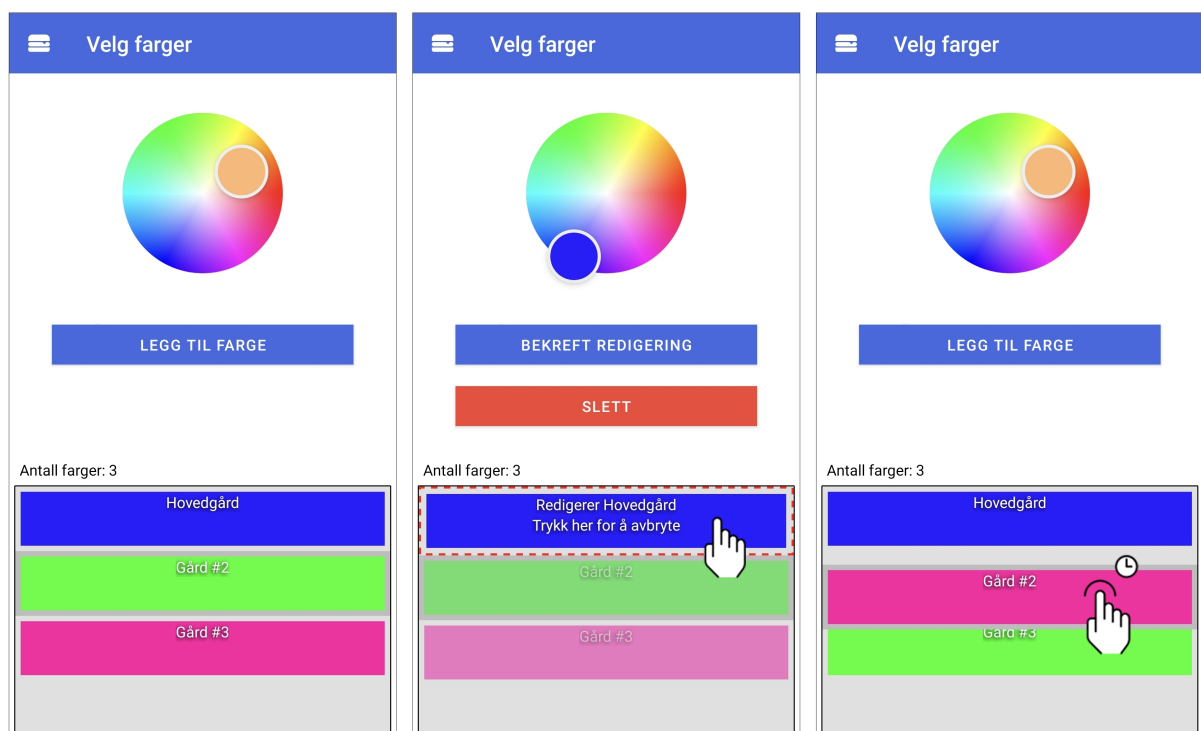 Velg farger
LEGG TIL FARGE
Antall farger: 3
Hovedgård
Gård #2
Gård #3
Velg farger
BEKREFT REDIGERING
SLETT
Antall farger: 3
Redigerer Hovedgård
Trykk her for å avbryte
Gård #2
Gård #3
Velg farger
LEGG TIL FARGE
Antall farger: 3
Hovedgård
Gård #2
Gård #3